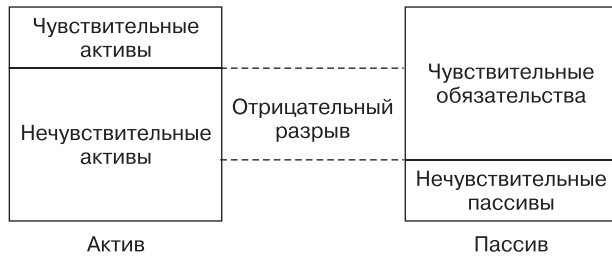 Чувствительные
активы
Нечувствительные
активы
Отрицательный
разрыв
Чувствительные
обязательства
Нечувствительные
пассивы
Актив
Пассив